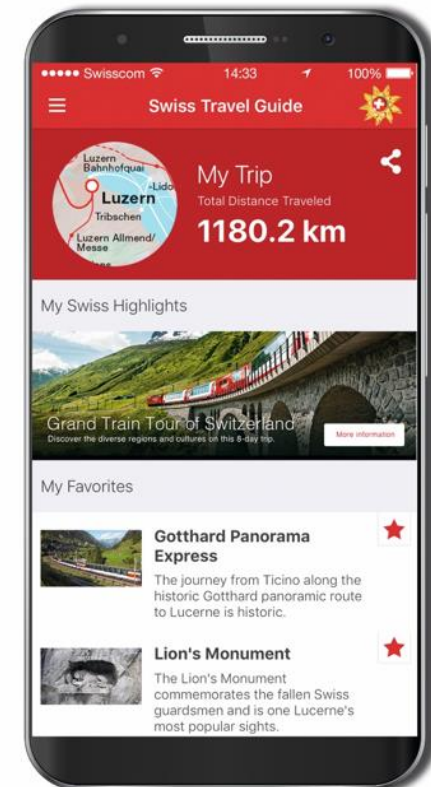 Swisscom 14:33 100%
Swiss Travel Guide
Luzern
Bahnhofquai
-Lido
Luzern
Tribschen
Luzern Allmend/
Messe
My Trip
Total Distance Traveled
1180.2 km
My Swiss Highlights
Grand Train Tour of Switzerland
Discover the diverse regions and cultures on this 8-day trip.
More information
My Favorites
Gotthard Panorama
Express
The journey from Ticino along the
historic Gotthard panoramic route
to Lucerne is historic.
Lion's Monument
The Lion's Monument
commemorates the fallen Swiss
guardsmen and is one Lucerne's
most popular sights.